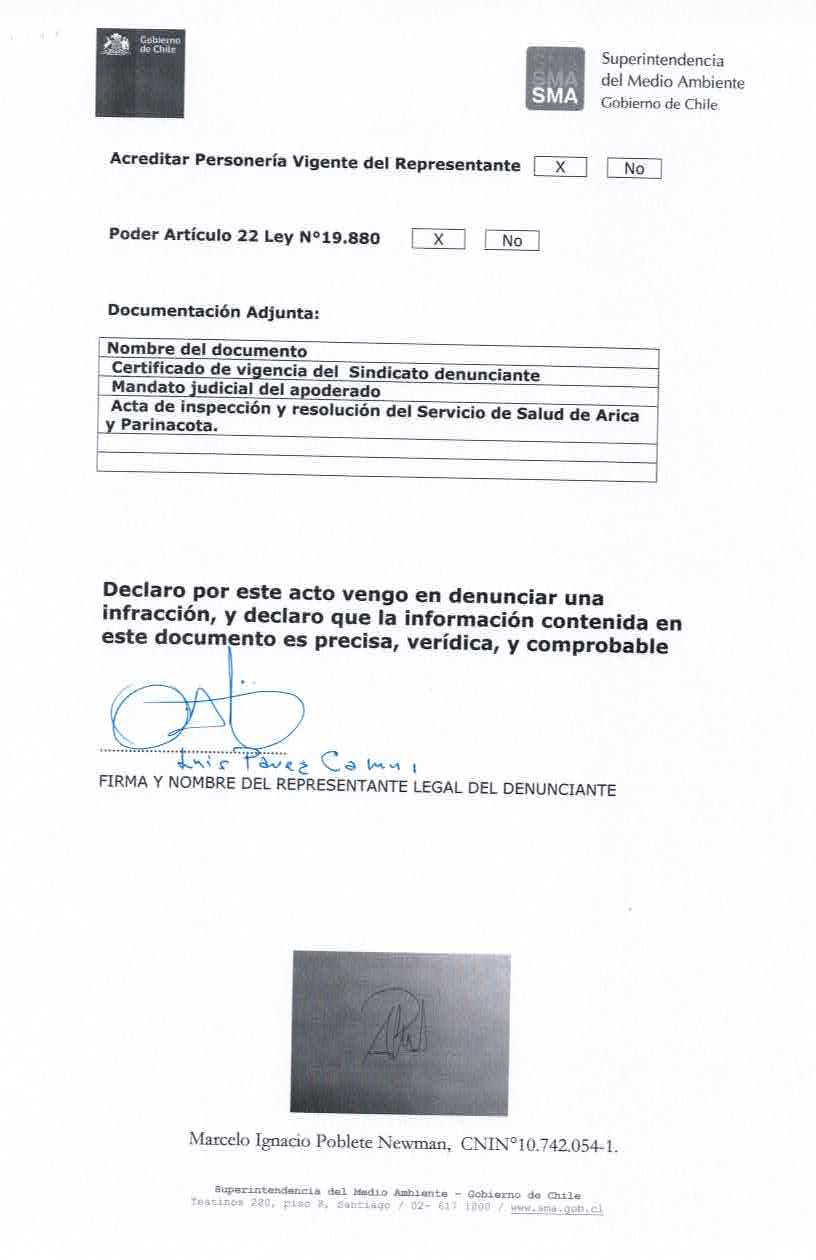 Gobierno
de Chile
SMA
SMA
Superintendencia
del Medio Ambiente
Gobierno de Chile
Acreditar Personería Vigente del Representante X No
Poder Artículo 22 Ley N°19.880 X No
Documentación Adjunta:
Nombre del documento
Certificado de vigencia del Sindicato denunciante
Mandato judicial del apoderado
Acta de inspección y resolución del Servicio de Salud de Arica
y Parinacota.
Declaro por este acto vengo en denunciar una
infracción, y declaro que la información contenida en
este documento es precisa, verídica, y comprobable
Luis Pavez
FIRMA Y NOMBRE DEL REPRESENTANTE LEGAL DEL DENUNCIANTE
Marcelo Ignacio Poblete Newman, CNIN°10.742.054-1.
Superintendencia del Medio Ambiente – Gobierno de Chile
Teatinos 280, piso 8, Santiago / 02- 617 1800 / www.sma.gob.cl